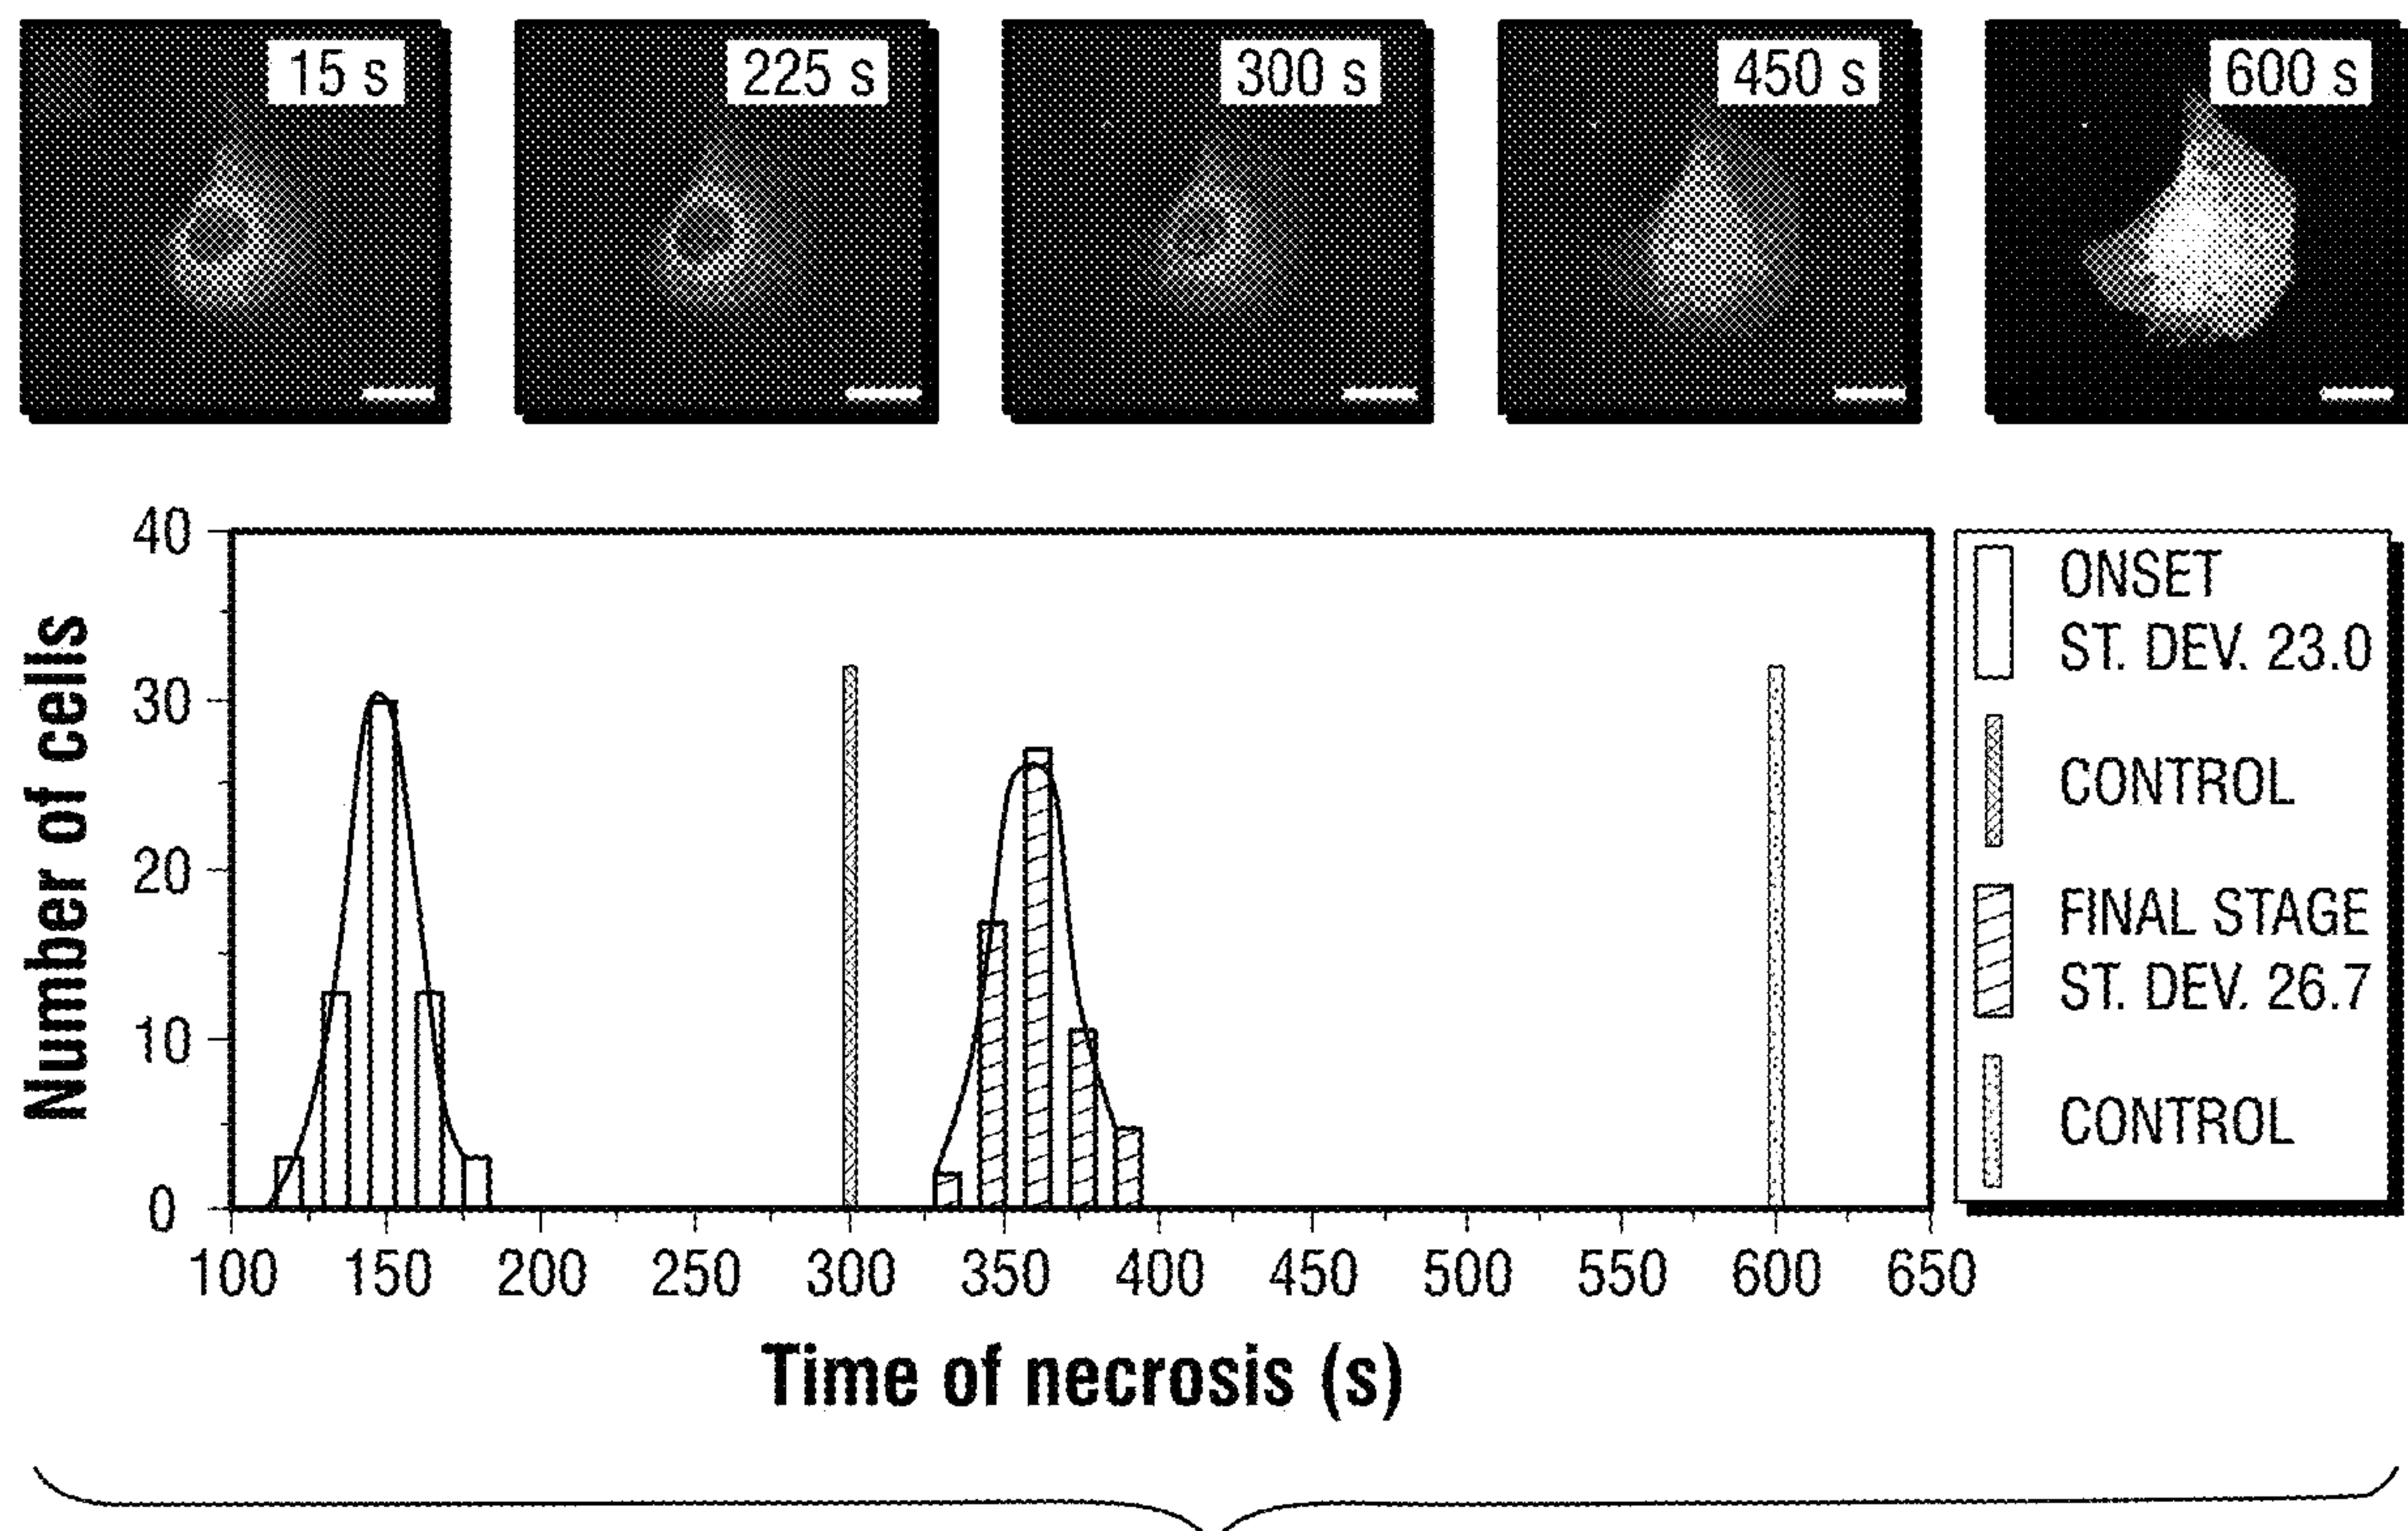 15 s
225 s
300 s
450 s
600 s
Number of cells
40
30
20
10
0
100 150 200 250 300 350 400 450 500 550 600 650
Time of necrosis (s)
ONSET
ST. DEV. 23.0
CONTROL
FINAL STAGE
ST. DEV. 26.7
CONTROL